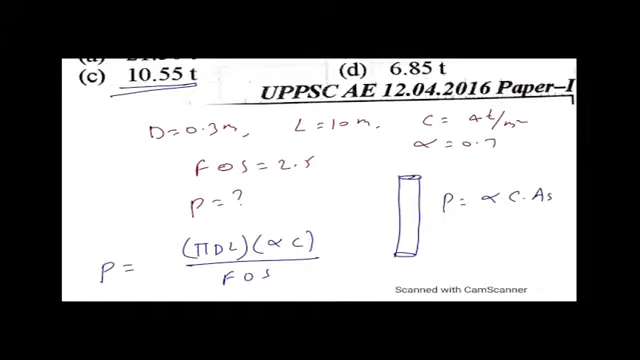 (c) 10.55 t (d) 6.85 t
UPPSC AE 12.04.2016 Paper-I
D=0.3m, L=10m, C= 4t/m²
α=0.7
FOS=2.5
P=?
P= α C.As
P= (πDL)(α C)
FOS
Scanned with CamScanner